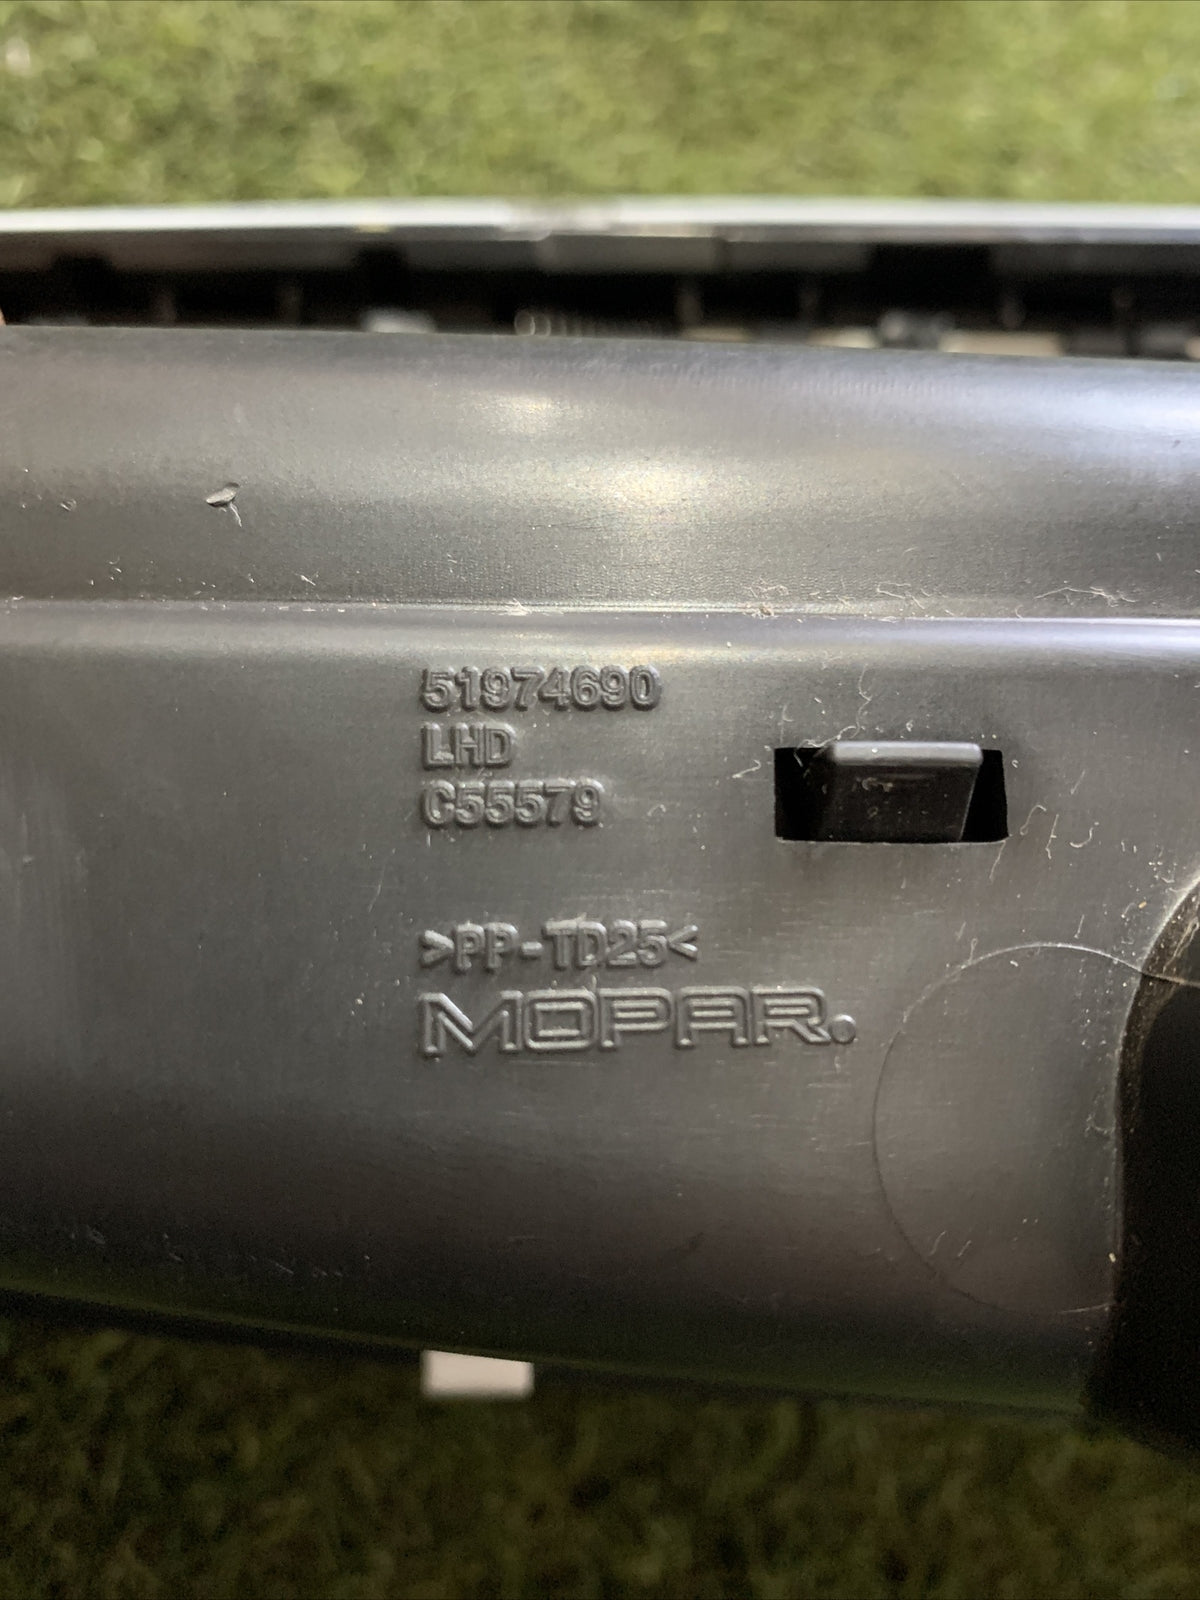 51974690
LHD
C55579
>PP-TD25<
MOPAR.